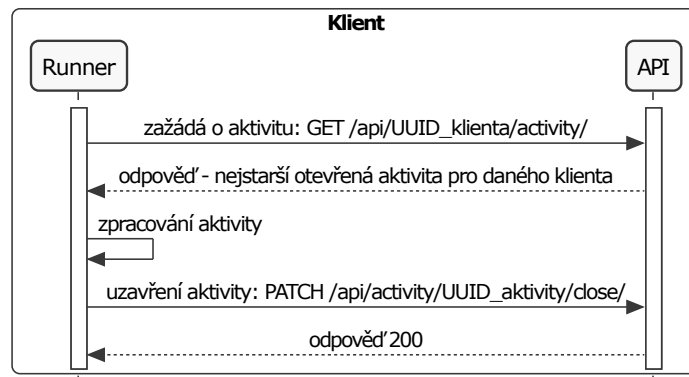 Klient
Runner
API
zažádá o aktivitu: GET /api/UUID_klienta/activity/
odpověď - nejstarší otevřená aktivita pro daného klienta
zpracování aktivity
uzavření aktivity: PATCH /api/activity/UUID_aktivity/close/
odpověď 200